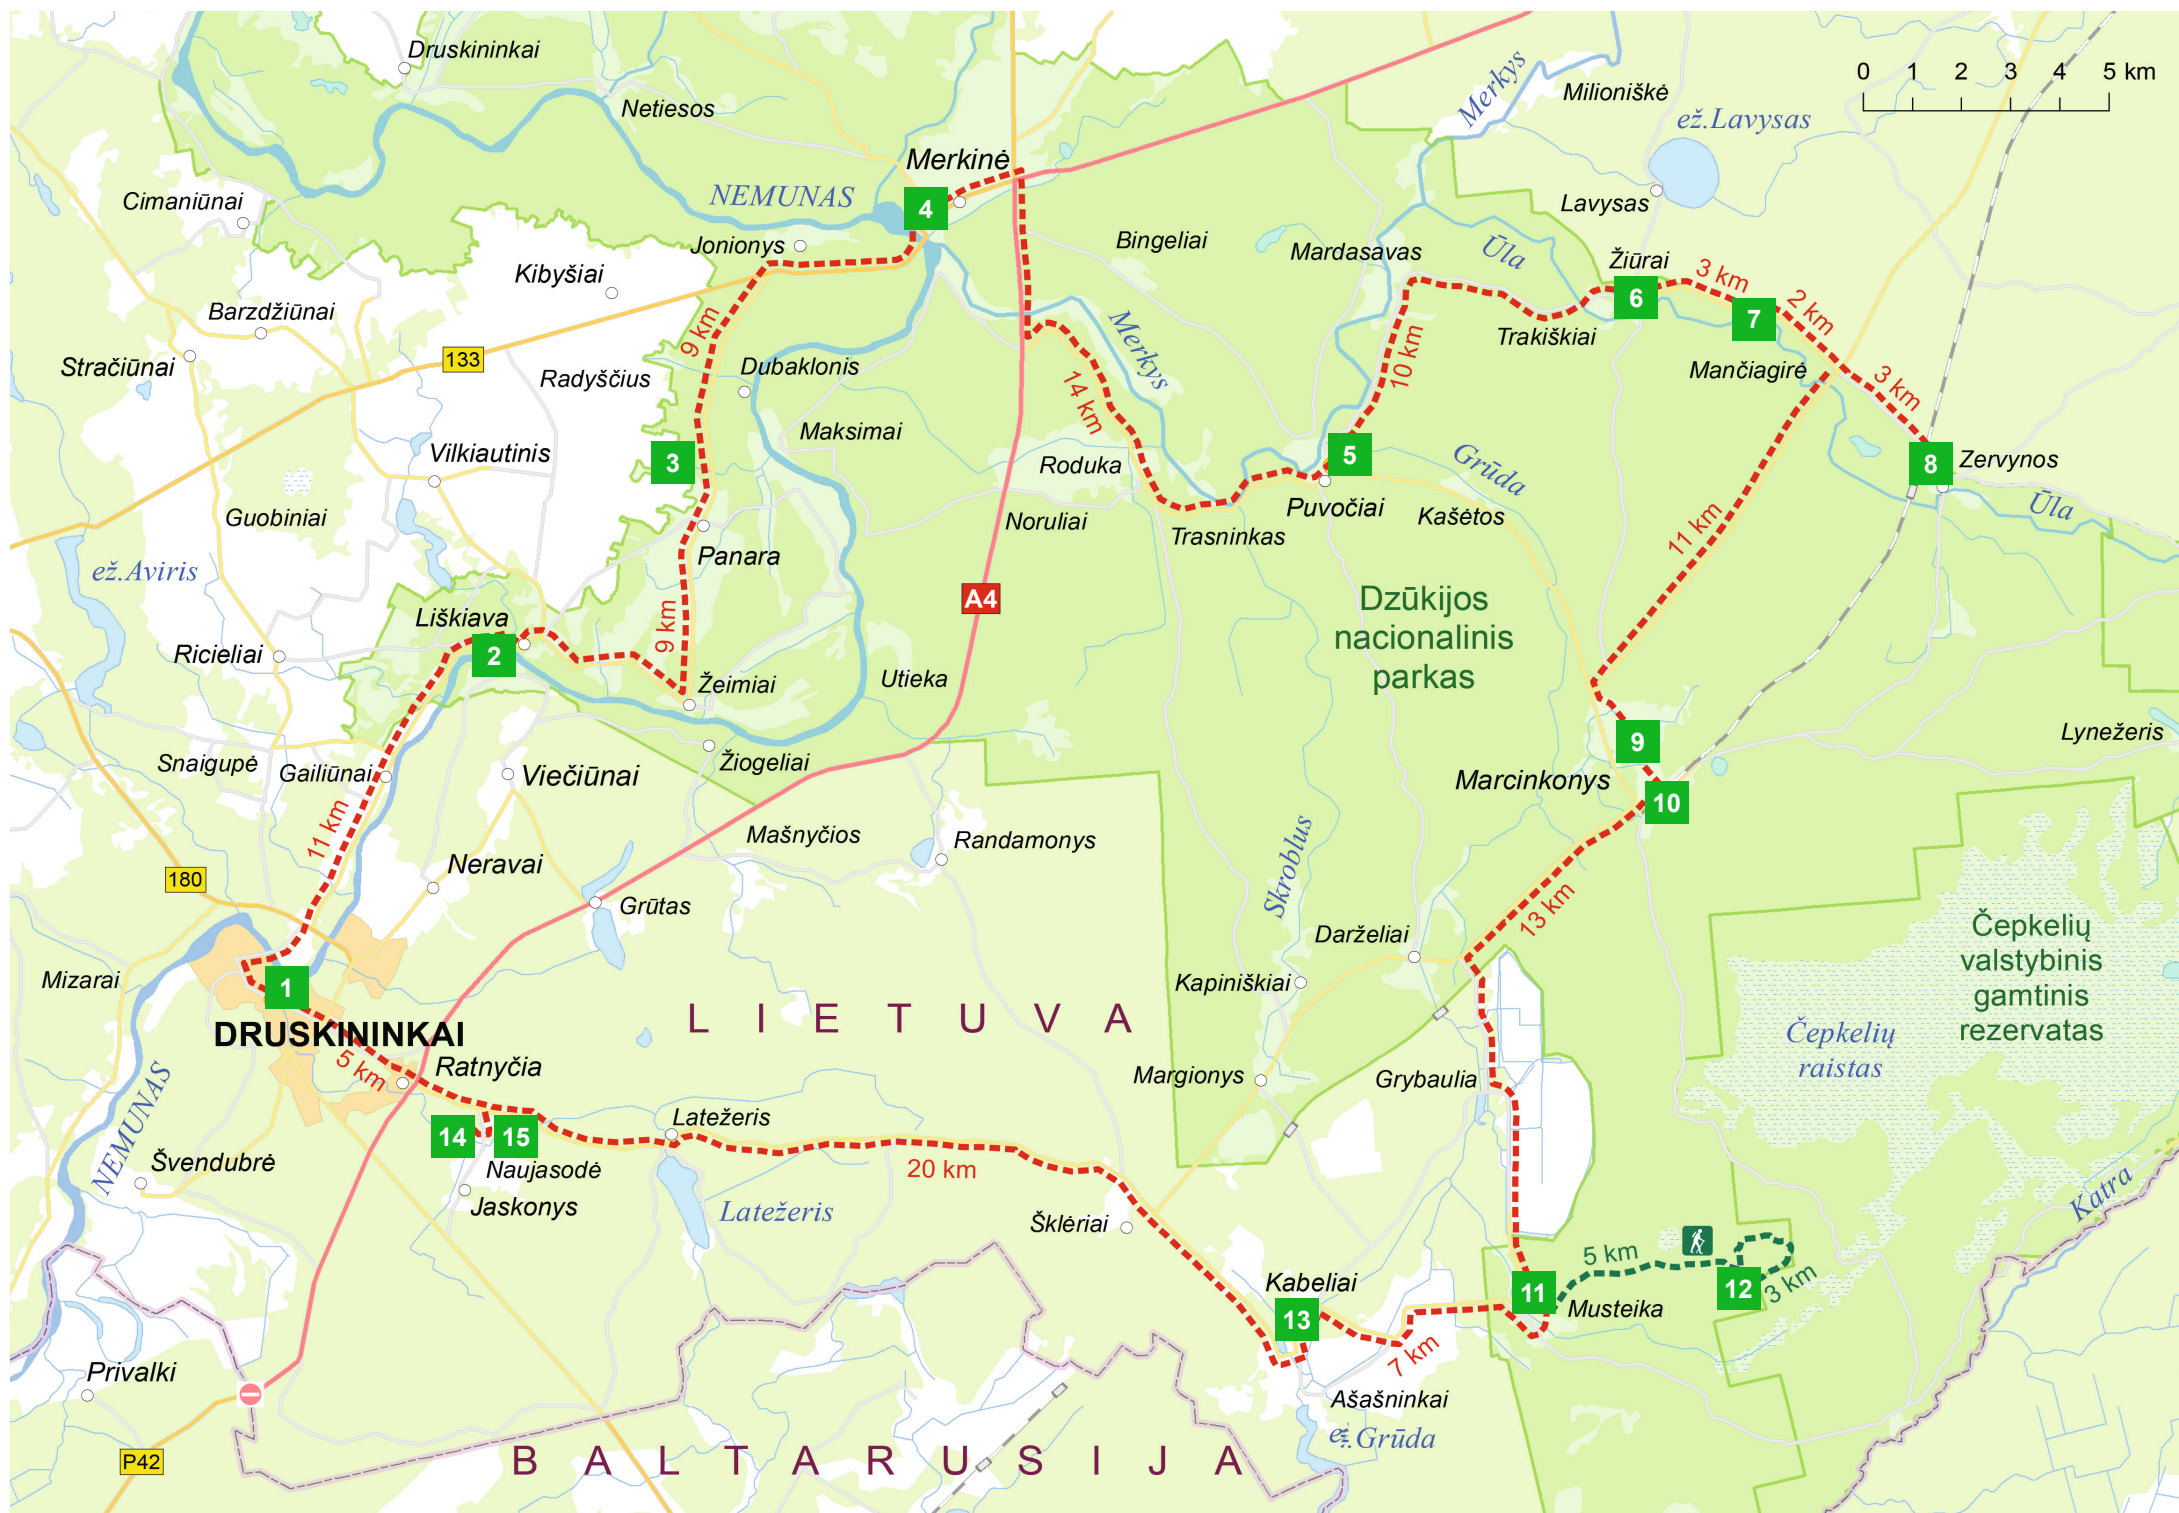 Druskininkai
Netiesos
Merkinė
NEMUNAS
Cimaniūnai
Jonionys
Kibyšiai
Barzdžiūnai
Stračiūnai
133
Radyščius
9 km
Dubaklonis
Maksimai
Vilkiautinis
Guobiniai
ež.Aviris
Panara
Liškiava
9 km
Ricieliai
Žeimiai
Utieka
Snaigupė
Gailiūnai
Viečiūnai
Žiogeliai
11 km
Mašnyčios
Randamonys
Neravai
180
Grūtas
Mizarai
DRUSKININKAI
5 km
Ratnyčia
NEMUNAS
Švendubrė
Naujasodė
Jaskonys
Latežeris
Latežeris
20 km
Šklėriai
Privalki
P42
LIETUVA
BALTARUSIJA
0 1 2 3 4 5 km
Merkys
Milioniškė
ež.Lavysas
Lavysas
Bingeliai
Mardasavas
Ūla
Žiūrai
3 km
2 km
Merkys
14 km
10 km
Trakiškiai
Mančiagirė
3 km
Roduka
Noruliai
Trasninkas
Puvočiai
Grūda
Kašėtos
Zervynos
Ūla
11 km
A4
Dzūkijos
nacionalinis
parkas
Marcinkonys
Lynežeris
Skroblus
13 km
Darželiai
Kapiniškiai
Margionys
Grybaulia
Čepkelių
valstybinis
gamtinis
rezervatas
Čepkelių
raistas
Katra
Kabeliai
7 km
Musteika
5 km
3 km
Ašašninkai
ež.Grūda
1
2
3
4
5
6
7
8
9
10
11
12
13
14
15